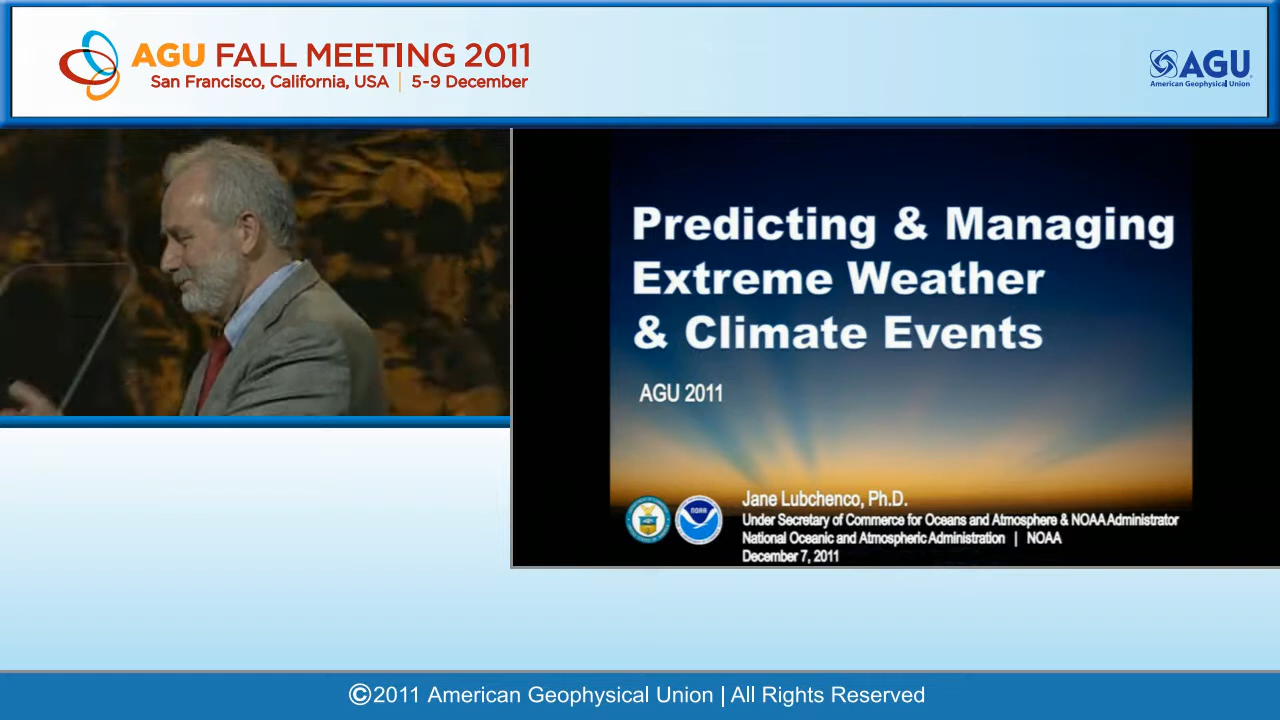 AGU FALL MEETING 2011
San Francisco, California, USA | 5-9 December
AGU
American Geophysical Union
Predicting & Managing
Extreme Weather
& Climate Events
AGU 2011
Jane Lubchenco, Ph.D.
Under Secretary of Commerce for Oceans and Atmosphere & NOAA Administrator
National Oceanic and Atmospheric Administration | NOAA
December 7, 2011
NOAA
©2011 American Geophysical Union | All Rights Reserved